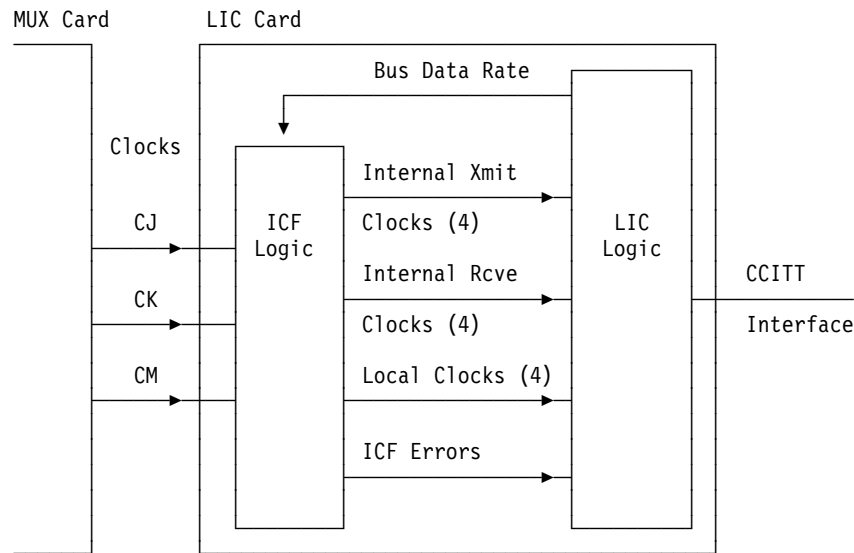 MUX Card
LIC Card
Bus Data Rate
Clocks
Internal Xmit
CJ
ICF
Logic
Clocks (4)
LIC
Logic
Internal Rcve
CCITT
CK
Clocks (4)
Interface
CM
Local Clocks (4)
ICF Errors